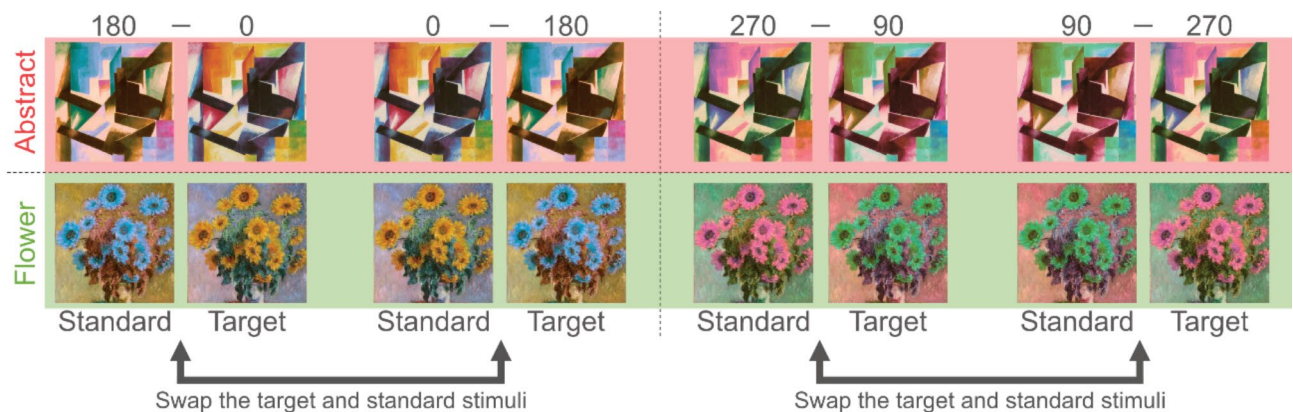 180 — 0 0 — 180 270 — 90 90 — 270
Abstract
Flower
Standard Target Standard Target Standard Target Standard Target
Swap the target and standard stimuli Swap the target and standard stimuli